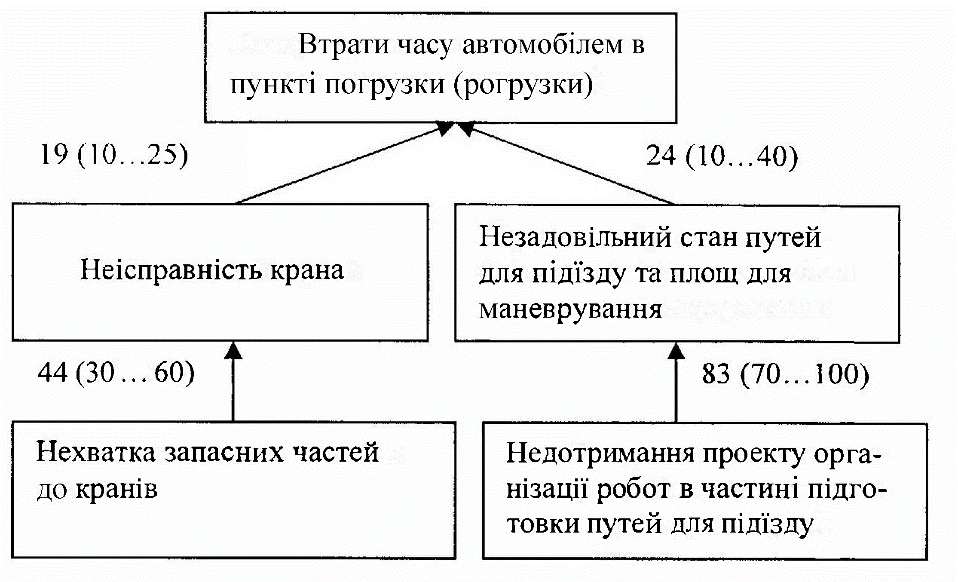 Втрати часу автомобілем в
пункті погрузки (рогрузки)
19 (10...25)
24 (10...40)
Неісправність крана
Незадовільний стан путей
для підїзду та площ для
маневрування
44 (30...60)
83 (70...100)
Нехватка запасних частей
до кранів
Недотримання проекту орга-
нізації робот в частині підго-
товки путей для підїзду